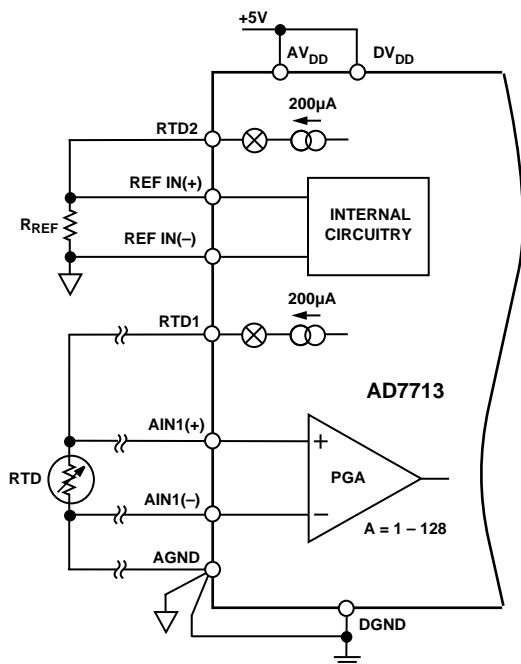 +5V
AVDD
DVDD
200µA
RTD2
REF IN(+)
RREF
REF IN(–)
INTERNAL
CIRCUITRY
200µA
RTD1
AD7713
AIN1(+)
RTD
+
PGA
–
AIN1(–)
A = 1 – 128
AGND
DGND